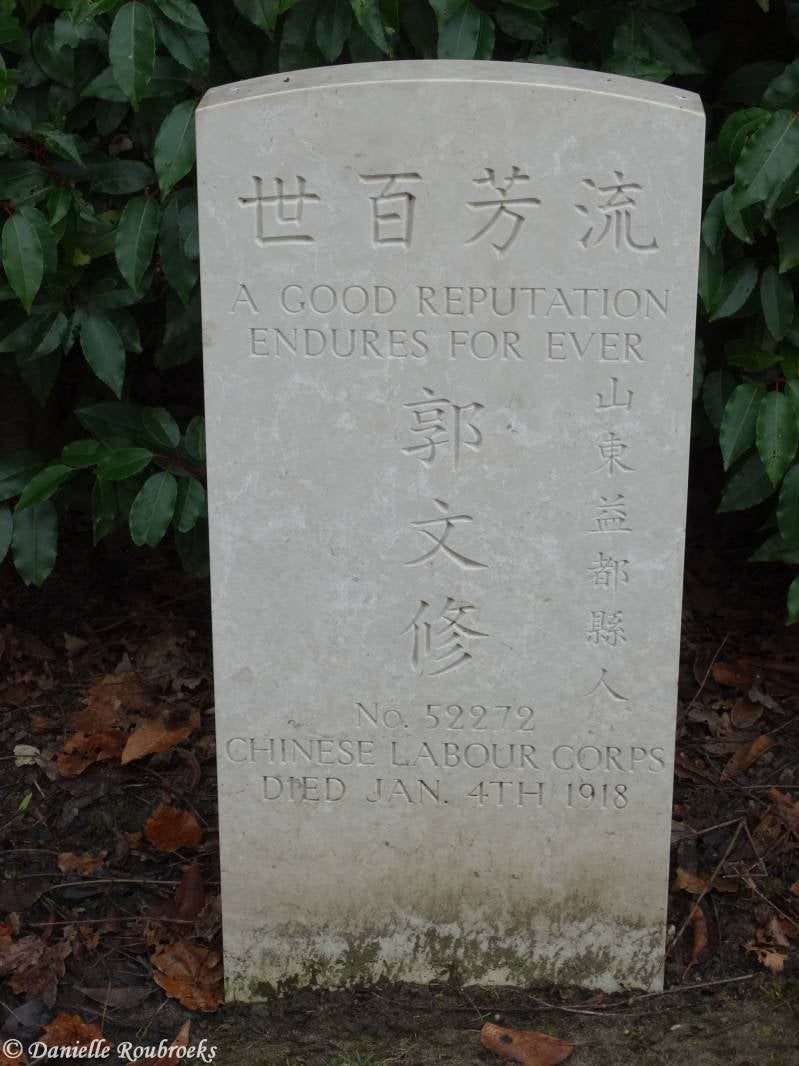 流芳百世
A GOOD REPUTATION
ENDURES FOR EVER
山東益都縣人
郭文修
No. 52272
CHINESE LABOUR CORPS
DIED JAN. 4TH 1918
© Danielle Roubroeks